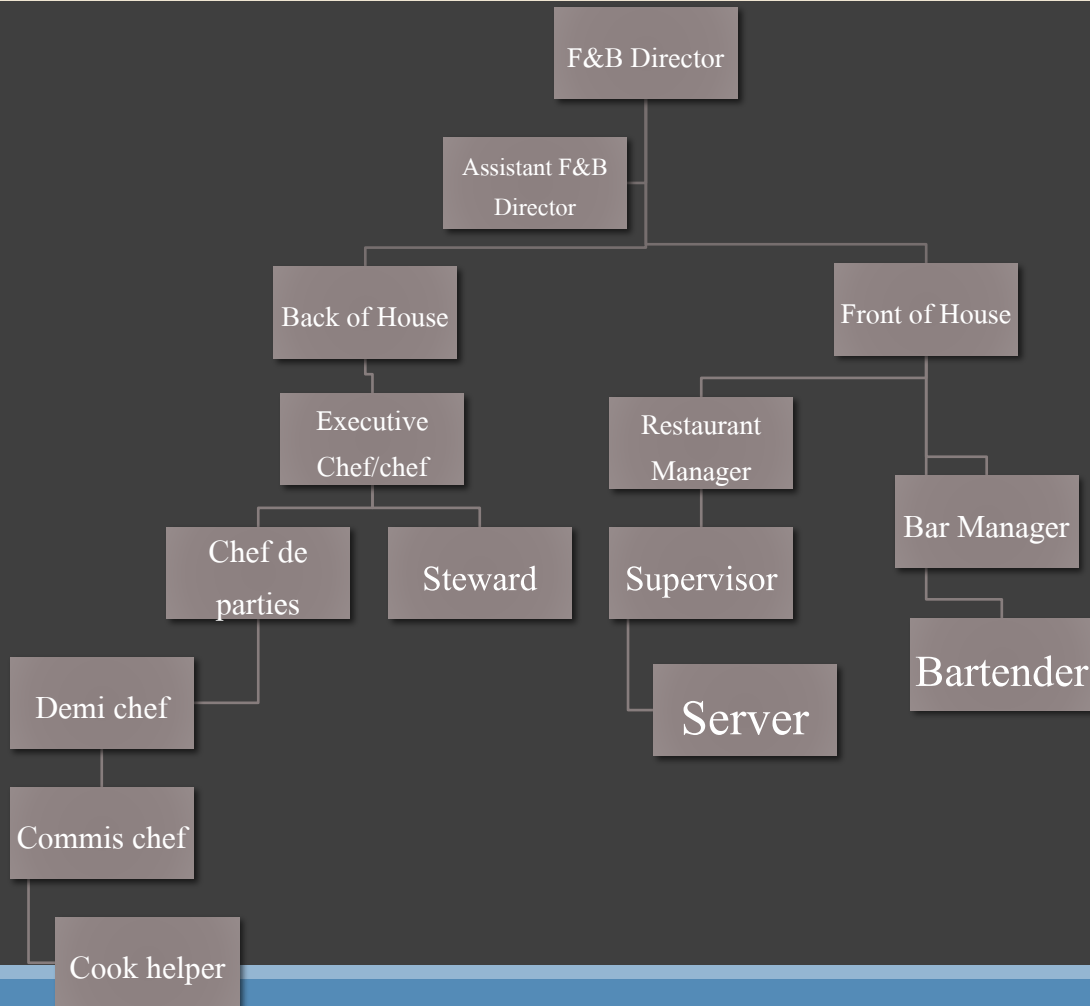 F&B Director
Assistant F&B
Director
Back of House
Front of House
Executive
Chef/chef
Restaurant
Manager
Bar Manager
Chef de
parties
Steward
Supervisor
Bartender
Demi chef
Server
Commis chef
Cook helper